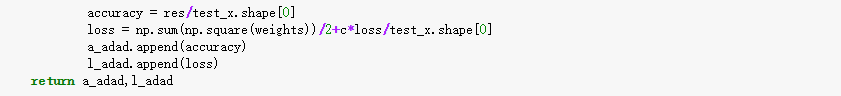 accuracy = res/test_x.shape[0]
loss = np.sum(np.square(weights))/2+c*loss/test_x.shape[0]
a_adad.append(accuracy)
l_adad.append(loss)
return a_adad,l_adad